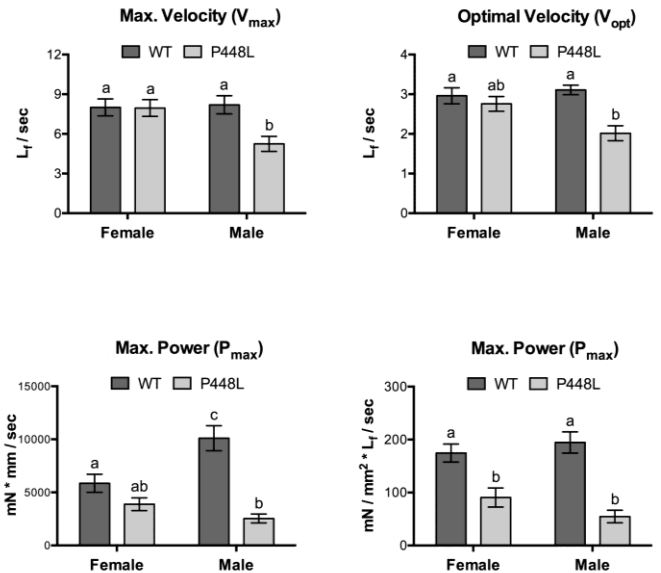 Max. Velocity (Vmax)
WT P448L
12
9
6
3
0
Lf / sec
a a a b
Female Male
Optimal Velocity (Vopt)
WT P448L
4
3
2
1
0
Lf / sec
a ab a b
Female Male
Max. Power (Pmax)
WT P448L
15000
10000
5000
0
mN * mm / sec
a ab c b
Female Male
Max. Power (Pmax)
WT P448L
300
200
100
0
mN / mm² * Lf / sec
a b a b
Female Male